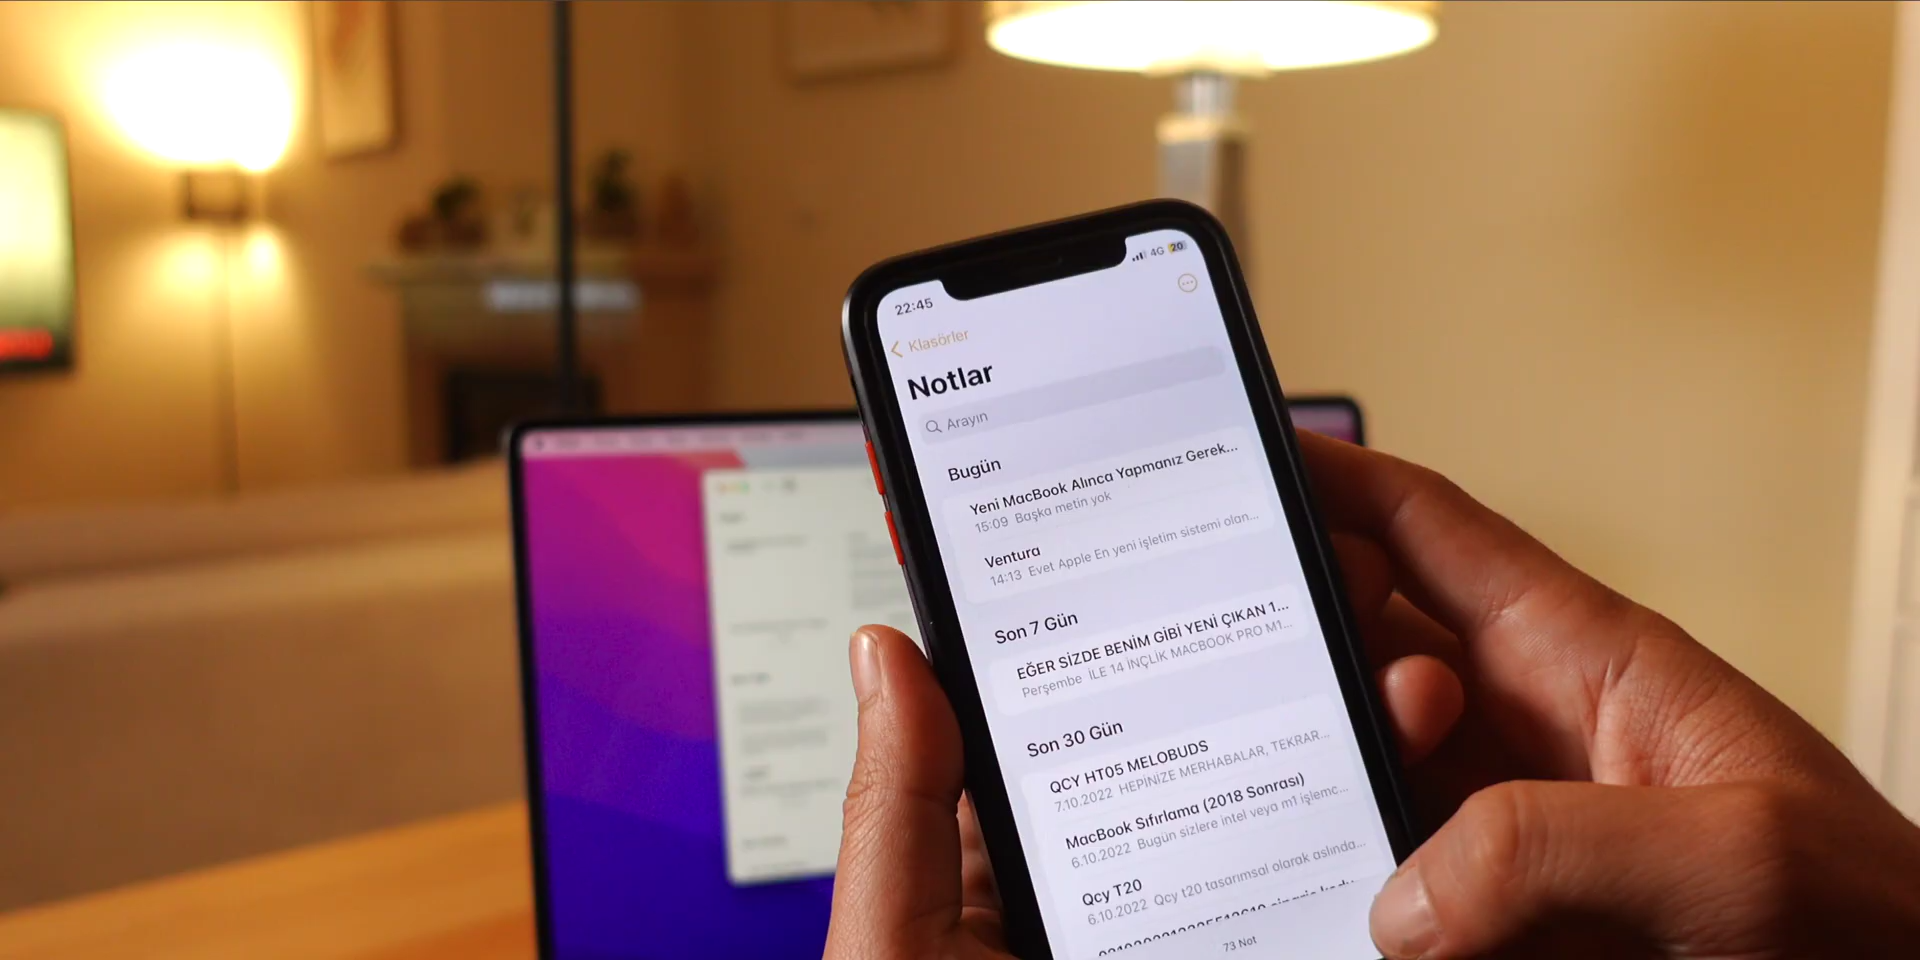 22:45
4G 20
Klasörler
Notlar
Arayın
Bugün
Yeni MacBook Alınca Yapmanız Gerek...
15:09 Başka metin yok
Ventura
14:13 Evet Apple En yeni işletim sistemi olan...
Son 7 Gün
EĞER SİZDE BENİM GİBİ YENİ ÇIKAN 1...
Perşembe İLE 14 İNÇLİK MACBOOK PRO M1...
Son 30 Gün
QCY HT05 MELOBUDS
7.10.2022 HEPİNİZE MERHABALAR, TEKRAR...
MacBook Sıfırlama (2018 Sonrası)
6.10.2022 Bugün sizlere intel veya m1 işlemc...
Qcy T20
6.10.2022 Qcy t20 tasarımsal olarak aslında...
73 Not